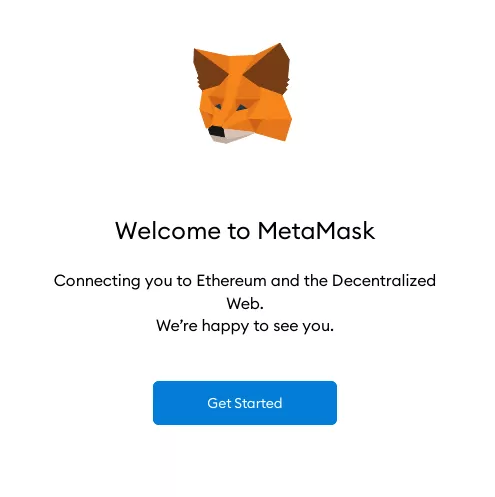 Welcome to MetaMask
Connecting you to Ethereum and the Decentralized
Web.
We’re happy to see you.
Get Started